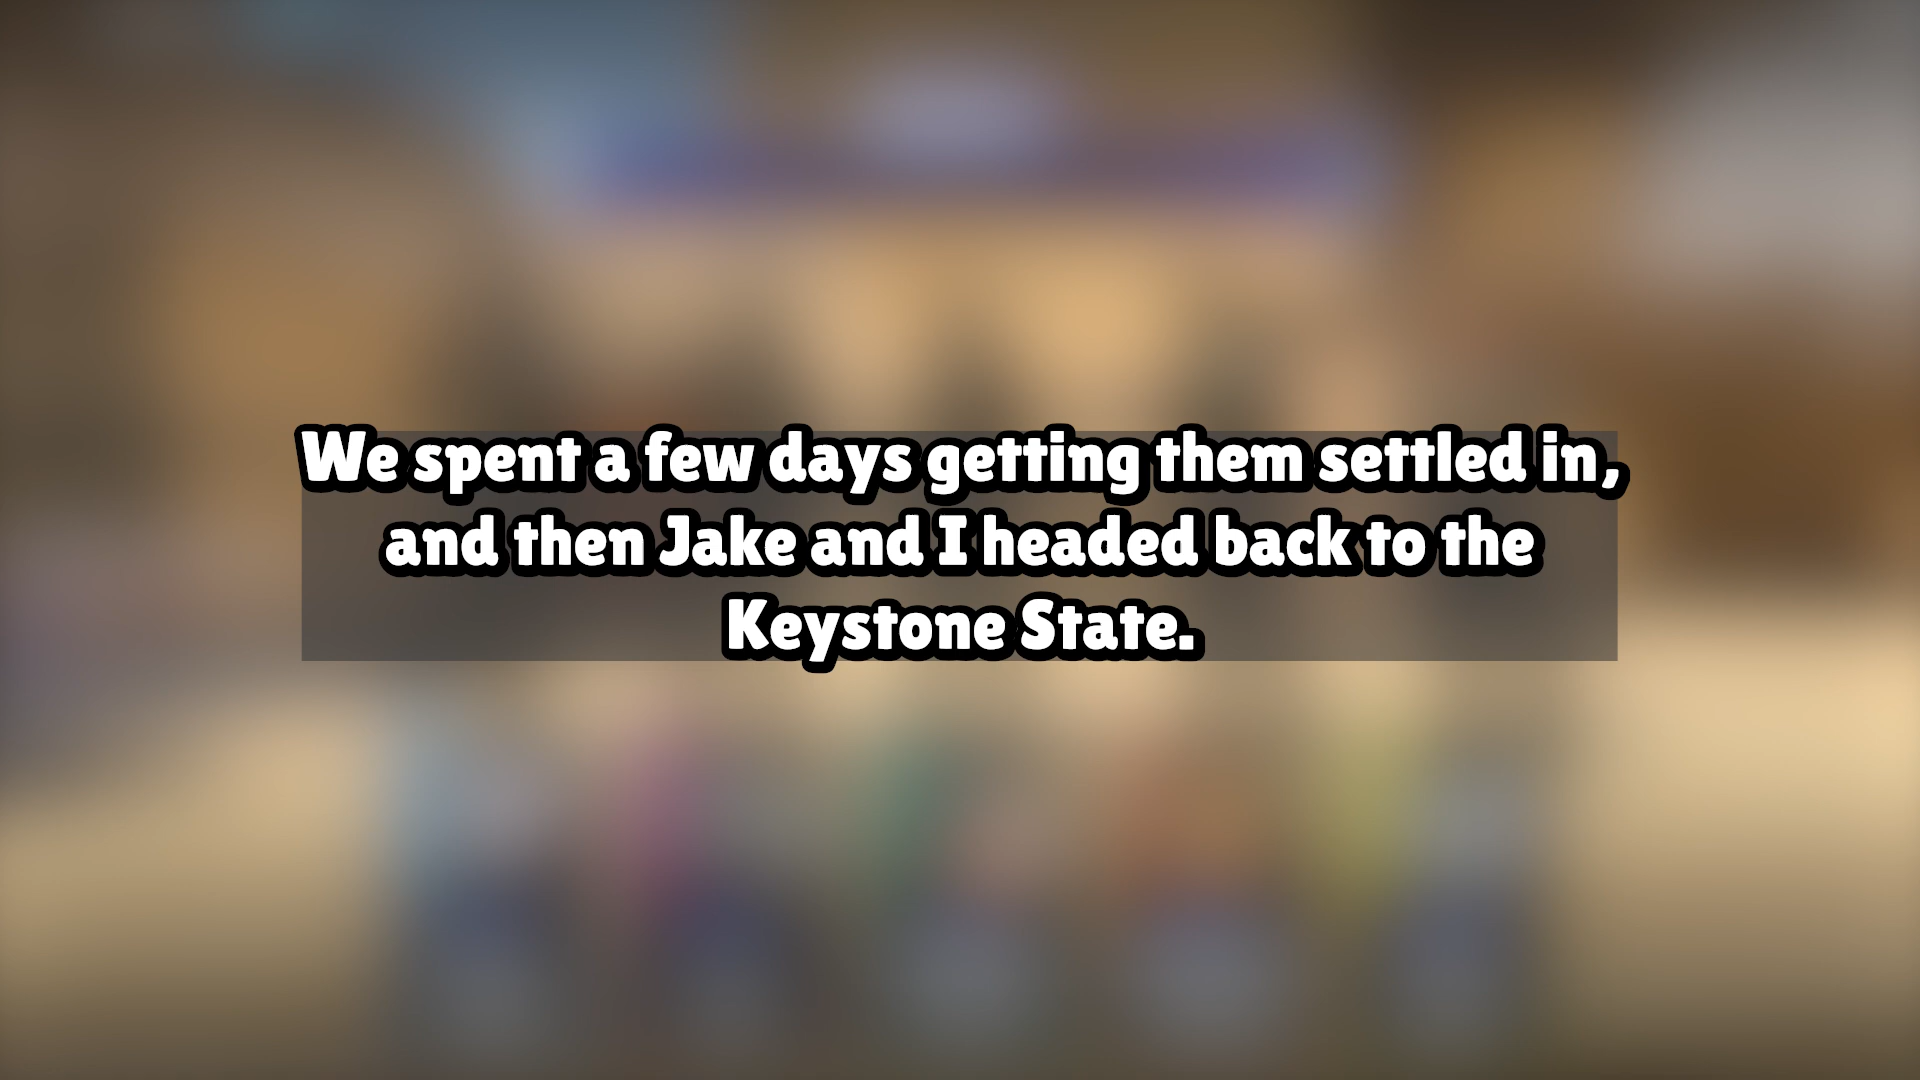 We spent a few days getting them settled in,
and then Jake and I headed back to the
Keystone State.